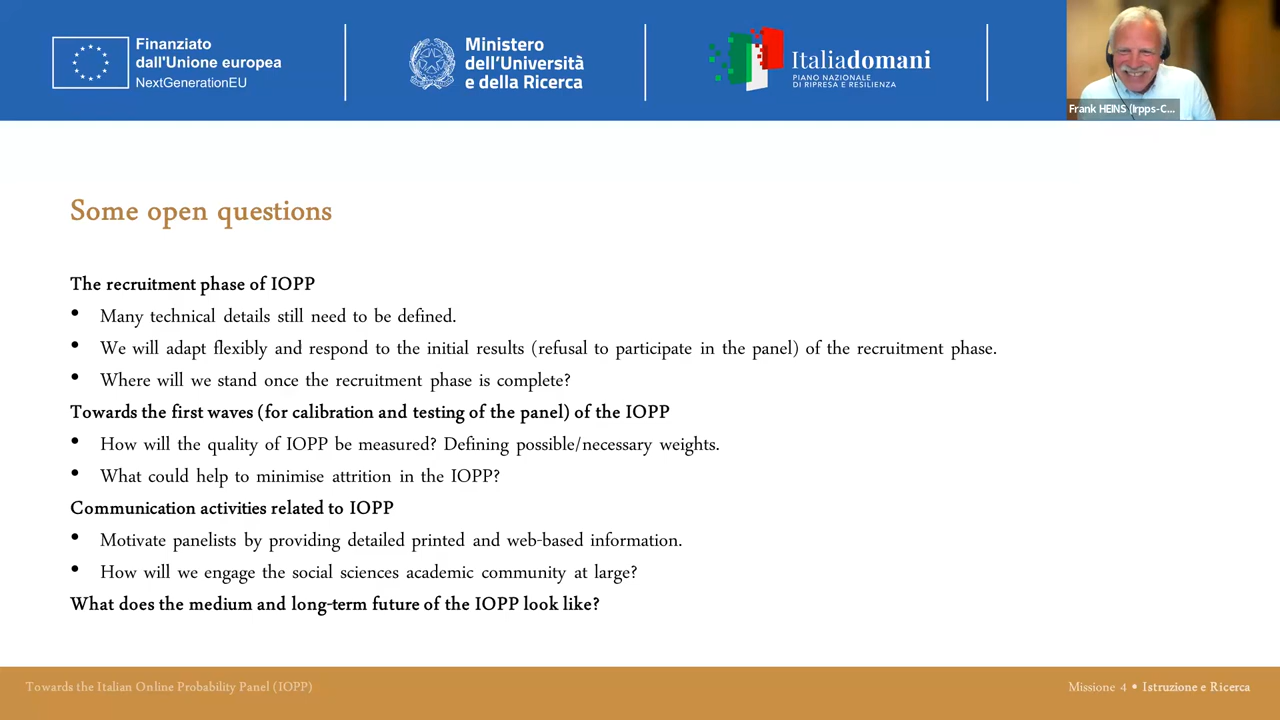 Finanziato
dall'Unione europea
NextGenerationEU
Ministero
dell'Università
e della Ricerca
Italiadomani
PIANO NAZIONALE
DI RIPRESA E RESILIENZA
Frank HEINS (Irpps-C...
Some open questions
The recruitment phase of IOPP
• Many technical details still need to be defined.
• We will adapt flexibly and respond to the initial results (refusal to participate in the panel) of the recruitment phase.
• Where will we stand once the recruitment phase is complete?
Towards the first waves (for calibration and testing of the panel) of the IOPP
• How will the quality of IOPP be measured? Defining possible/necessary weights.
• What could help to minimise attrition in the IOPP?
Communication activities related to IOPP
• Motivate panelists by providing detailed printed and web-based information.
• How will we engage the social sciences academic community at large?
What does the medium and long-term future of the IOPP look like?
Towards the Italian Online Probability Panel (IOPP)
Missione 4 • Istruzione e Ricerca